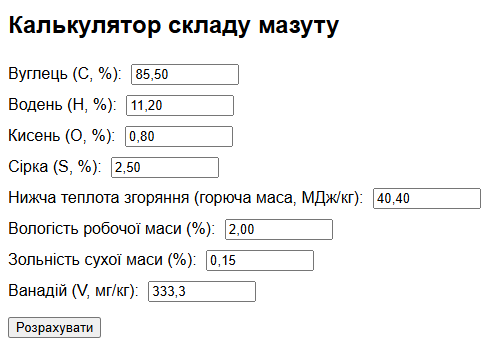 Калькулятор складу мазуту
Вуглець (C, %): 85,50
Водень (H, %): 11,20
Кисень (O, %): 0,80
Сірка (S, %): 2,50
Нижча теплота згоряння (горюча маса, МДж/кг): 40,40
Вологість робочої маси (%): 2,00
Зольність сухої маси (%): 0,15
Ванадій (V, мг/кг): 333,3
Розрахувати